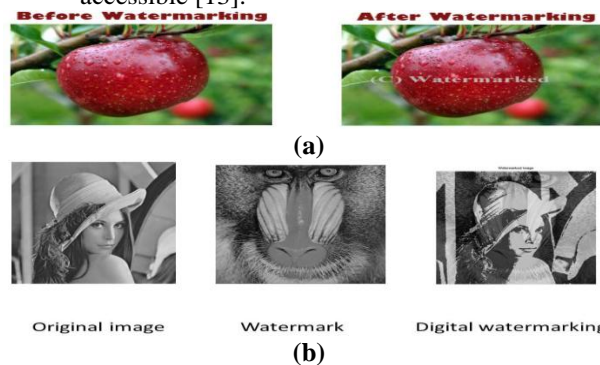 accessible [13].
Before Watermarking
After Watermarking
(C) Watermarked
(a)
Original image
Watermark
Digital watermarking
(b)